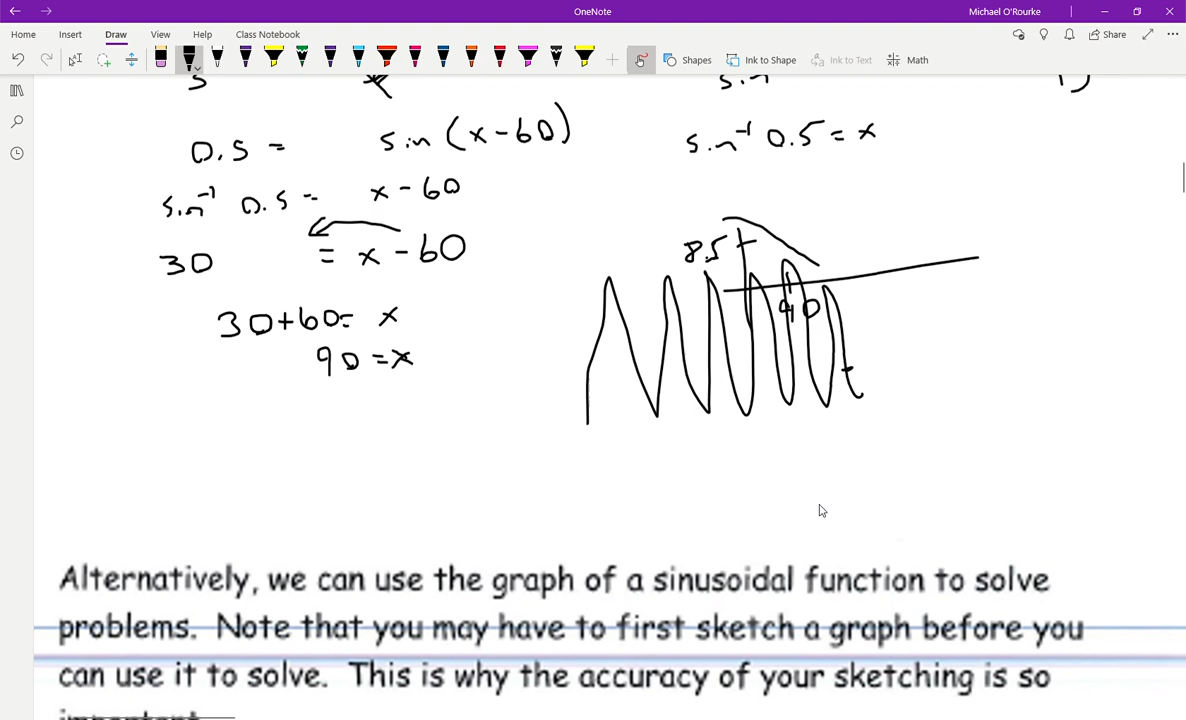 OneNote
Michael O'Rourke
Home Insert Draw View Help Class Notebook
Share
Shapes Ink to Shape Ink to Text Math
0.5 = sin (x-60)
sin⁻¹ 0.5 = x
sin⁻¹ 0.5 = x - 60
30 = x - 60
8.5
90
30+60= x
90 = x
Alternatively, we can use the graph of a sinusoidal function to solve
problems. Note that you may have to first sketch a graph before you
can use it to solve. This is why the accuracy of your sketching is so